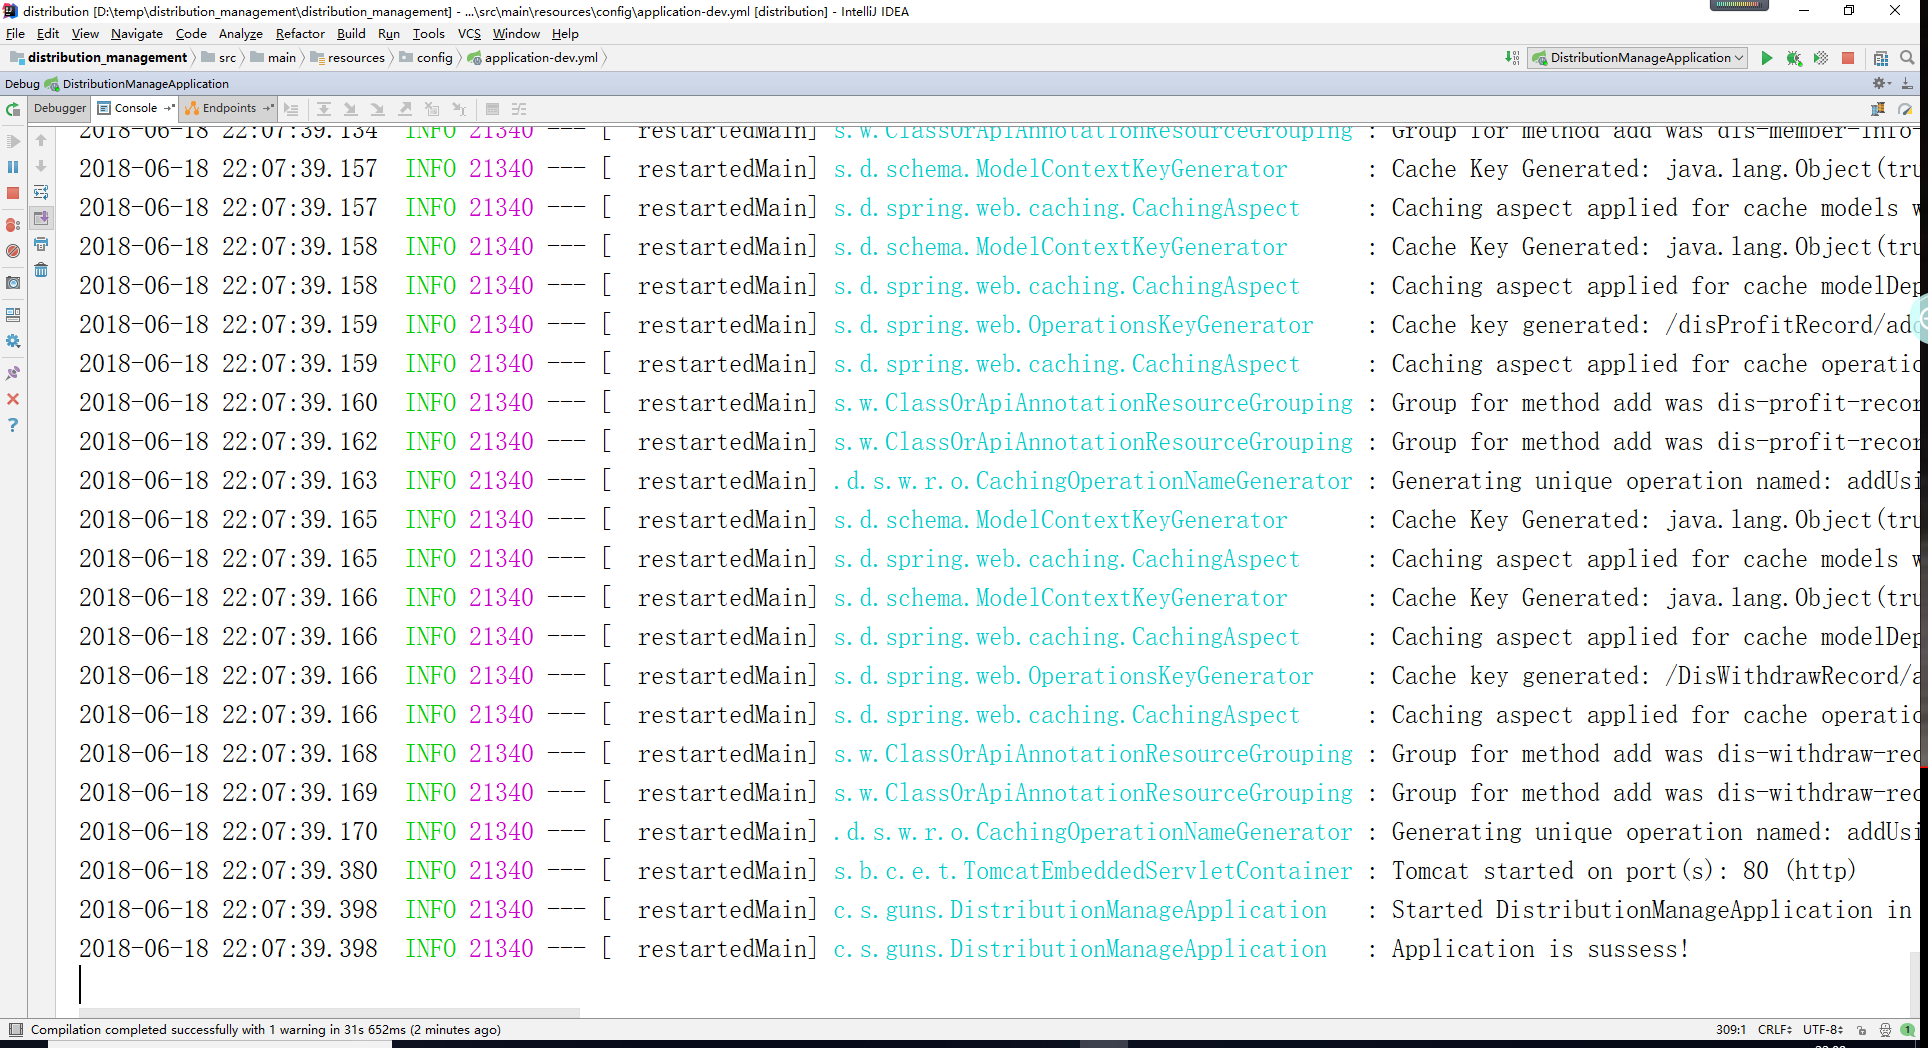 distribution [D:\temp\distribution_management\distribution_management] - ...\src\main\resources\config\application-dev.yml [distribution] - IntelliJ IDEA
File Edit View Navigate Code Analyze Refactor Build Run Tools VCS Window Help
distribution_management src main resources config application-dev.yml DistributionManageApplication
Debug DistributionManageApplication
Debugger Console Endpoints
2018-06-18 22:07:39.134 INFO 21340 --- [ restartedMain] s.w.ClassOrApiAnnotationResourceGrouping : Group for method add was dis-member-info-
2018-06-18 22:07:39.157 INFO 21340 --- [ restartedMain] s.d.schema.ModelContextKeyGenerator : Cache Key Generated: java.lang.Object(tru
2018-06-18 22:07:39.157 INFO 21340 --- [ restartedMain] s.d.spring.web.caching.CachingAspect : Caching aspect applied for cache models w
2018-06-18 22:07:39.158 INFO 21340 --- [ restartedMain] s.d.schema.ModelContextKeyGenerator : Cache Key Generated: java.lang.Object(tru
2018-06-18 22:07:39.158 INFO 21340 --- [ restartedMain] s.d.spring.web.caching.CachingAspect : Caching aspect applied for cache modelDep
2018-06-18 22:07:39.159 INFO 21340 --- [ restartedMain] s.d.spring.web.OperationsKeyGenerator : Cache key generated: /disProfitRecord/ad
2018-06-18 22:07:39.159 INFO 21340 --- [ restartedMain] s.d.spring.web.caching.CachingAspect : Caching aspect applied for cache operatio
2018-06-18 22:07:39.160 INFO 21340 --- [ restartedMain] s.w.ClassOrApiAnnotationResourceGrouping : Group for method add was dis-profit-recor
2018-06-18 22:07:39.162 INFO 21340 --- [ restartedMain] s.w.ClassOrApiAnnotationResourceGrouping : Group for method add was dis-profit-recor
2018-06-18 22:07:39.163 INFO 21340 --- [ restartedMain] .d.s.w.r.o.CachingOperationNameGenerator : Generating unique operation named: addUsi
2018-06-18 22:07:39.165 INFO 21340 --- [ restartedMain] s.d.schema.ModelContextKeyGenerator : Cache Key Generated: java.lang.Object(tru
2018-06-18 22:07:39.165 INFO 21340 --- [ restartedMain] s.d.spring.web.caching.CachingAspect : Caching aspect applied for cache models w
2018-06-18 22:07:39.166 INFO 21340 --- [ restartedMain] s.d.schema.ModelContextKeyGenerator : Cache Key Generated: java.lang.Object(tru
2018-06-18 22:07:39.166 INFO 21340 --- [ restartedMain] s.d.spring.web.caching.CachingAspect : Caching aspect applied for cache modelDep
2018-06-18 22:07:39.166 INFO 21340 --- [ restartedMain] s.d.spring.web.OperationsKeyGenerator : Cache key generated: /DisWithdrawRecord/a
2018-06-18 22:07:39.166 INFO 21340 --- [ restartedMain] s.d.spring.web.caching.CachingAspect : Caching aspect applied for cache operatio
2018-06-18 22:07:39.168 INFO 21340 --- [ restartedMain] s.w.ClassOrApiAnnotationResourceGrouping : Group for method add was dis-withdraw-rec
2018-06-18 22:07:39.169 INFO 21340 --- [ restartedMain] s.w.ClassOrApiAnnotationResourceGrouping : Group for method add was dis-withdraw-rec
2018-06-18 22:07:39.170 INFO 21340 --- [ restartedMain] .d.s.w.r.o.CachingOperationNameGenerator : Generating unique operation named: addUsi
2018-06-18 22:07:39.380 INFO 21340 --- [ restartedMain] s.b.c.e.t.TomcatEmbeddedServletContainer : Tomcat started on port(s): 80 (http)
2018-06-18 22:07:39.398 INFO 21340 --- [ restartedMain] c.s.guns.DistributionManageApplication : Started DistributionManageApplication in
2018-06-18 22:07:39.398 INFO 21340 --- [ restartedMain] c.s.guns.DistributionManageApplication : Application is sussess!
Compilation completed successfully with 1 warning in 31s 652ms (2 minutes ago) 309:1 CRLF UTF-8 1